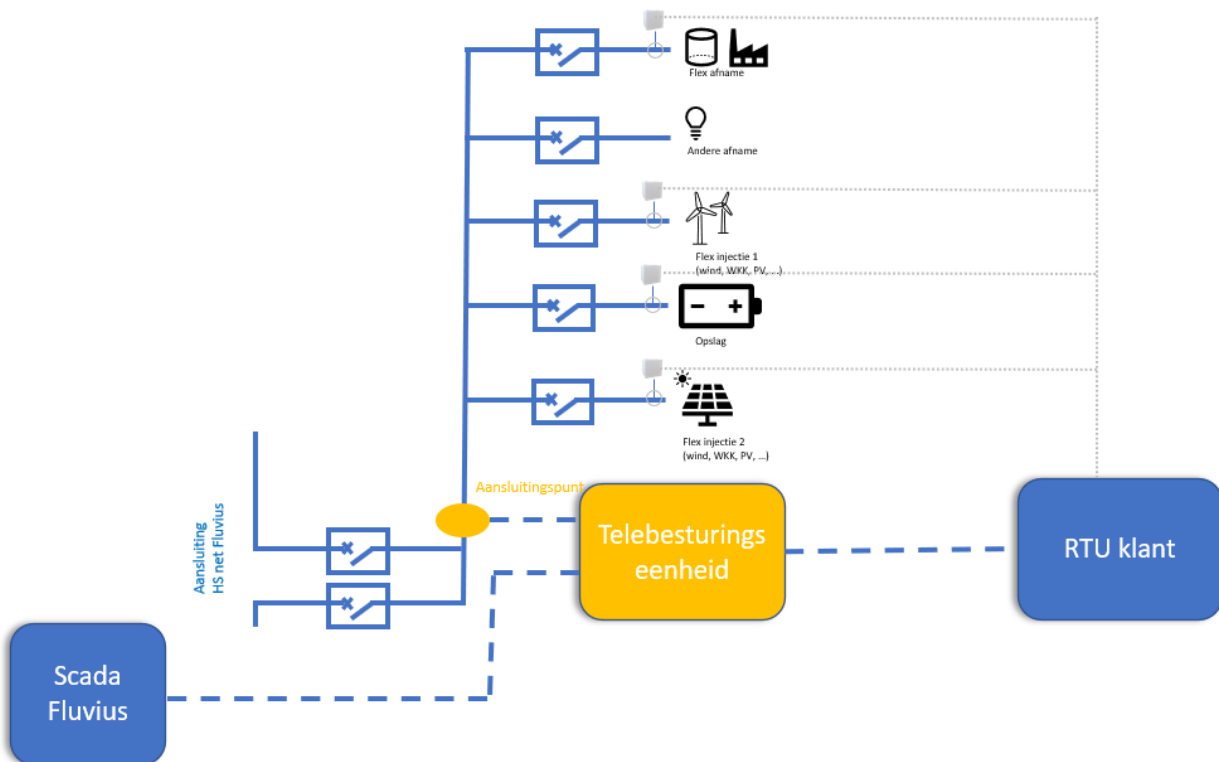 Flex afname
Andere afname
Flex injectie 1
(wind, WKK, PV, ...)
Opslag
Flex injectie 2
(wind, WKK, PV, ...)
Aansluitingspunt
Aansluiting
HS net Fluvius
Telebesturings
eenheid
RTU klant
Scada
Fluvius